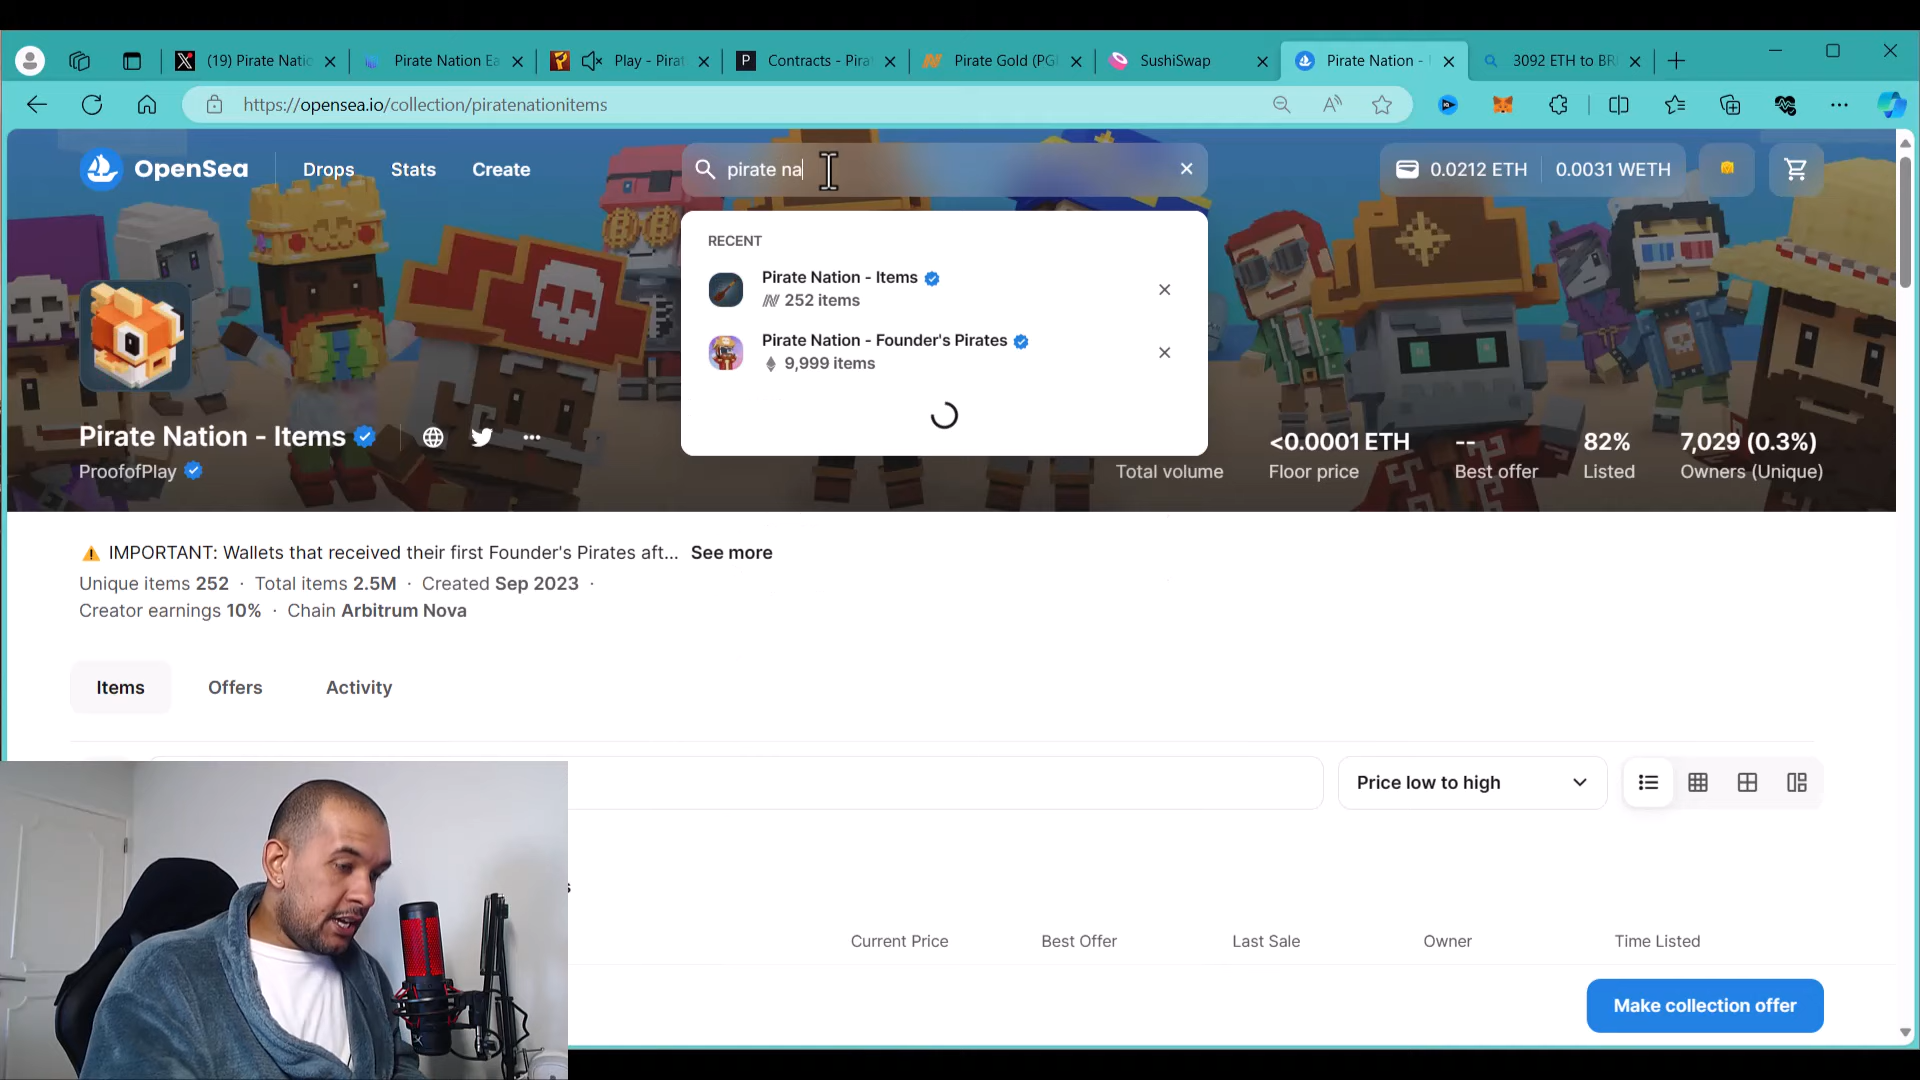 (19) Pirate Natio
Pirate Nation Ea
Play - Pirat
Contracts - Pirat
Pirate Gold (PG
SushiSwap
Pirate Nation -
3092 ETH to BR
https://opensea.io/collection/piratenationitems
OpenSea
Drops
Stats
Create
pirate na
0.0212 ETH
0.0031 WETH
RECENT
Pirate Nation - Items
252 items
Pirate Nation - Founder's Pirates
9,999 items
Pirate Nation - Items
ProofofPlay
<0.0001 ETH
--
82%
7,029 (0.3%)
Total volume
Floor price
Best offer
Listed
Owners (Unique)
IMPORTANT: Wallets that received their first Founder's Pirates aft... See more
Unique items 252 · Total items 2.5M · Created Sep 2023 ·
Creator earnings 10% · Chain Arbitrum Nova
Items
Offers
Activity
Price low to high
Current Price
Best Offer
Last Sale
Owner
Time Listed
Make collection offer